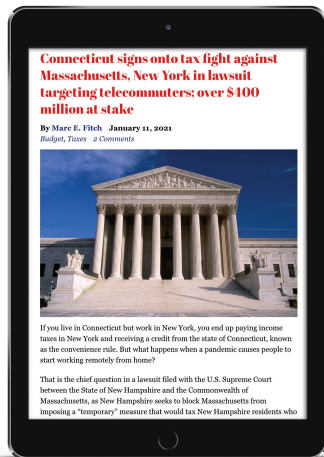 Connecticut signs onto tax fight against
Massachusetts, New York in lawsuit
targeting telecommuters; over $400
million at stake
By Marc E. Fitch January 11, 2021
Budget, Taxes 2 Comments
If you live in Connecticut but work in New York, you end up paying income
taxes in New York and receiving a credit from the state of Connecticut, known
as the convenience rule. But what happens when a pandemic causes people to
start working remotely from home?
That is the chief question in a lawsuit filed with the U.S. Supreme Court
between the State of New Hampshire and the Commonwealth of
Massachusetts, as New Hampshire seeks to block Massachusetts from
imposing a “temporary” measure that would tax New Hampshire residents who